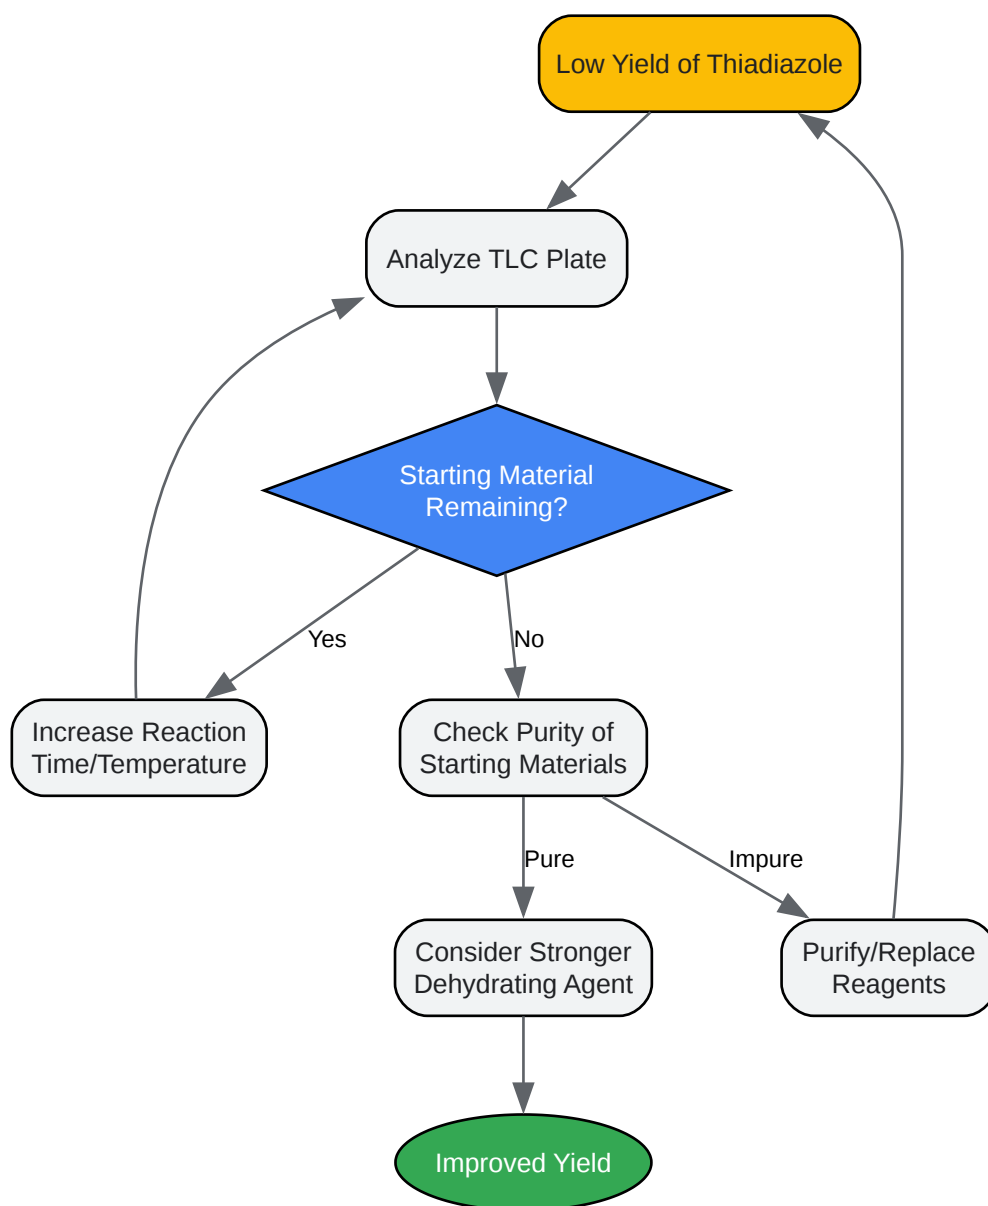 Low Yield of Thiadiazole
Analyze TLC Plate
Starting Material
Remaining?
Yes
No
Increase Reaction
Time/Temperature
Check Purity of
Starting Materials
Pure
Impure
Consider Stronger
Dehydrating Agent
Purify/Replace
Reagents
Improved Yield